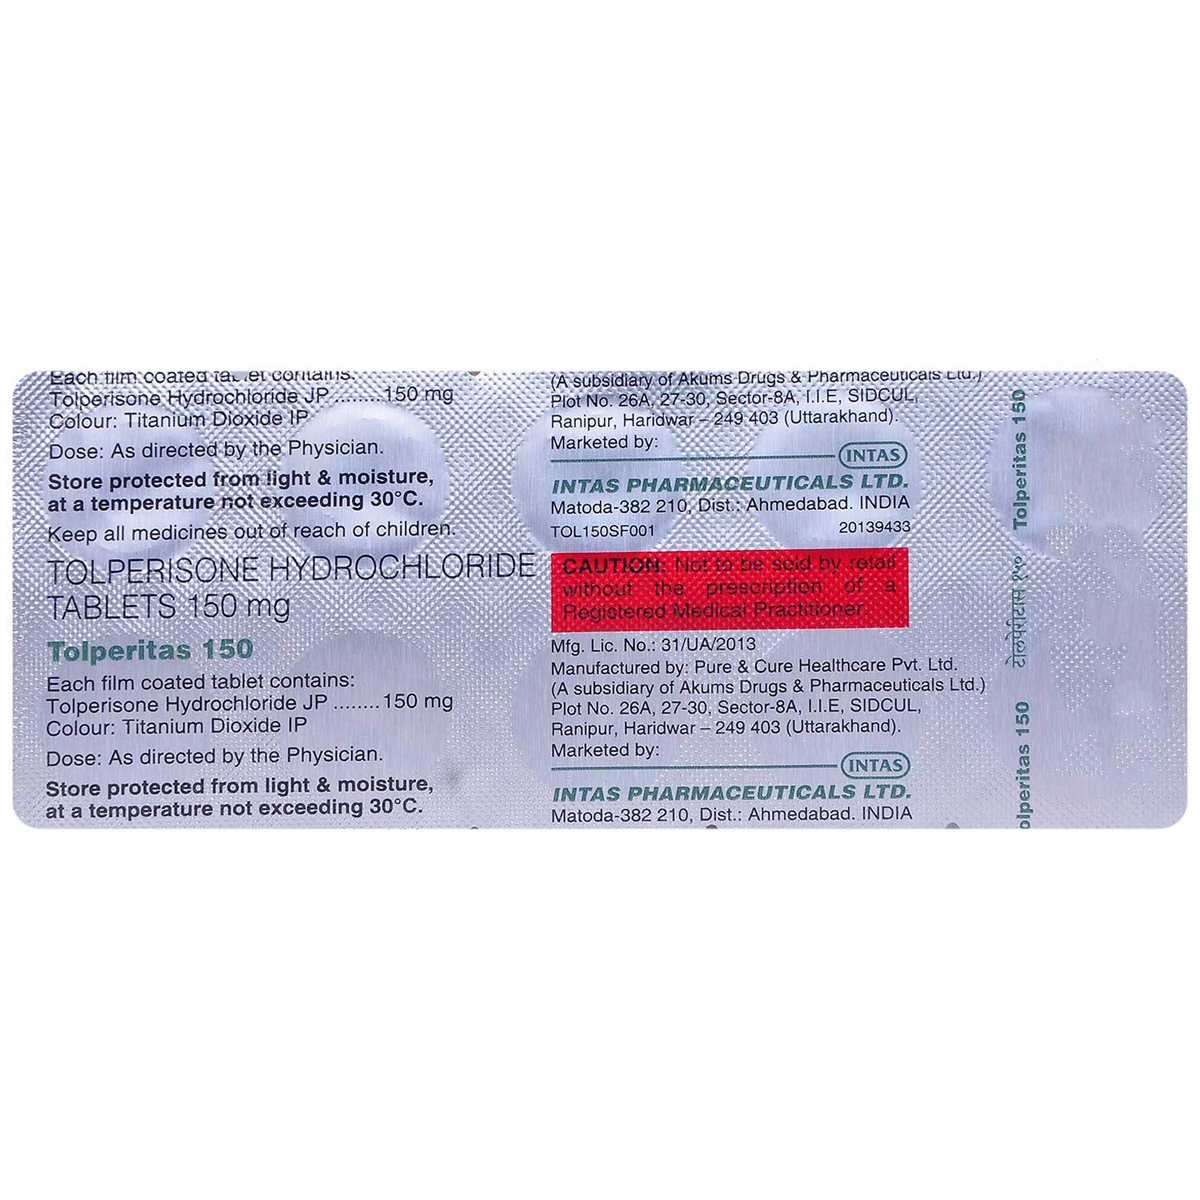 Each film coated tablet contains:
Tolperisone Hydrochloride JP.........150 mg
Colour: Titanium Dioxide IP
Dose: As directed by the Physician.
Store protected from light & moisture,
at a temperature not exceeding 30°C.
Keep all medicines out of reach of children.
TOLPERISONE HYDROCHLORIDE
TABLETS 150 mg
Tolperitas 150
Each film coated tablet contains:
Tolperisone Hydrochloride JP ........150 mg
Colour: Titanium Dioxide IP
Dose: As directed by the Physician.
Store protected from light & moisture,
at a temperature not exceeding 30°C.
(A subsidiary of Akums Drugs & Pharmaceuticals Ltd.)
Plot No. 26A, 27-30, Sector-8A, I.I.E, SIDCUL,
Ranipur, Haridwar – 249 403 (Uttarakhand).
Marketed by:
INTAS
INTAS PHARMACEUTICALS LTD.
Matoda-382 210, Dist.: Ahmedabad. INDIA
TOL150SF001 20139433
CAUTION: Not to be sold by retail
without the prescription of a
Registered Medical Practitioner.
Mfg. Lic. No.: 31/UA/2013
Manufactured by: Pure & Cure Healthcare Pvt. Ltd.
(A subsidiary of Akums Drugs & Pharmaceuticals Ltd.)
Plot No. 26A, 27-30, Sector-8A, I.I.E, SIDCUL,
Ranipur, Haridwar – 249 403 (Uttarakhand).
Marketed by:
INTAS
INTAS PHARMACEUTICALS LTD.
Matoda-382 210, Dist.: Ahmedabad. INDIA
Tolperitas 150
टोलपेरीटास १५०
olperitas 150